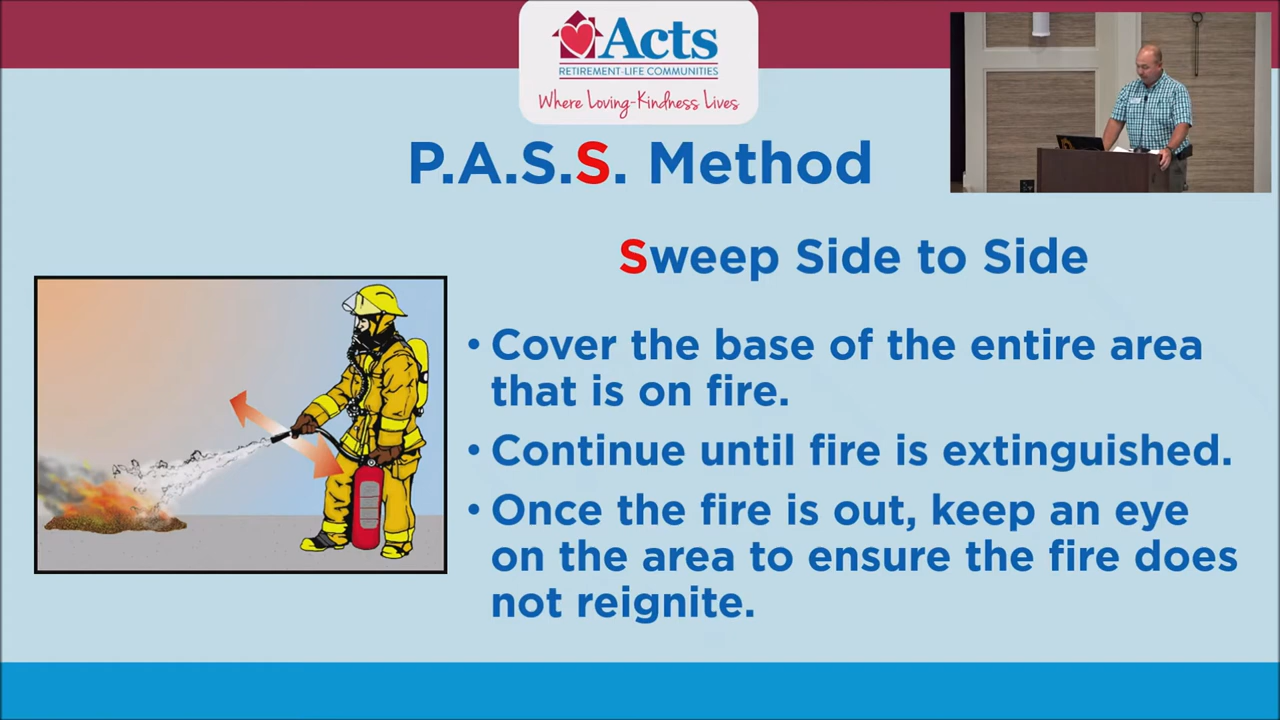 Acts
RETIREMENT-LIFE COMMUNITIES
Where Loving-Kindness Lives
P.A.S.S. Method
Sweep Side to Side
• Cover the base of the entire area
that is on fire.
• Continue until fire is extinguished.
• Once the fire is out, keep an eye
on the area to ensure the fire does
not reignite.